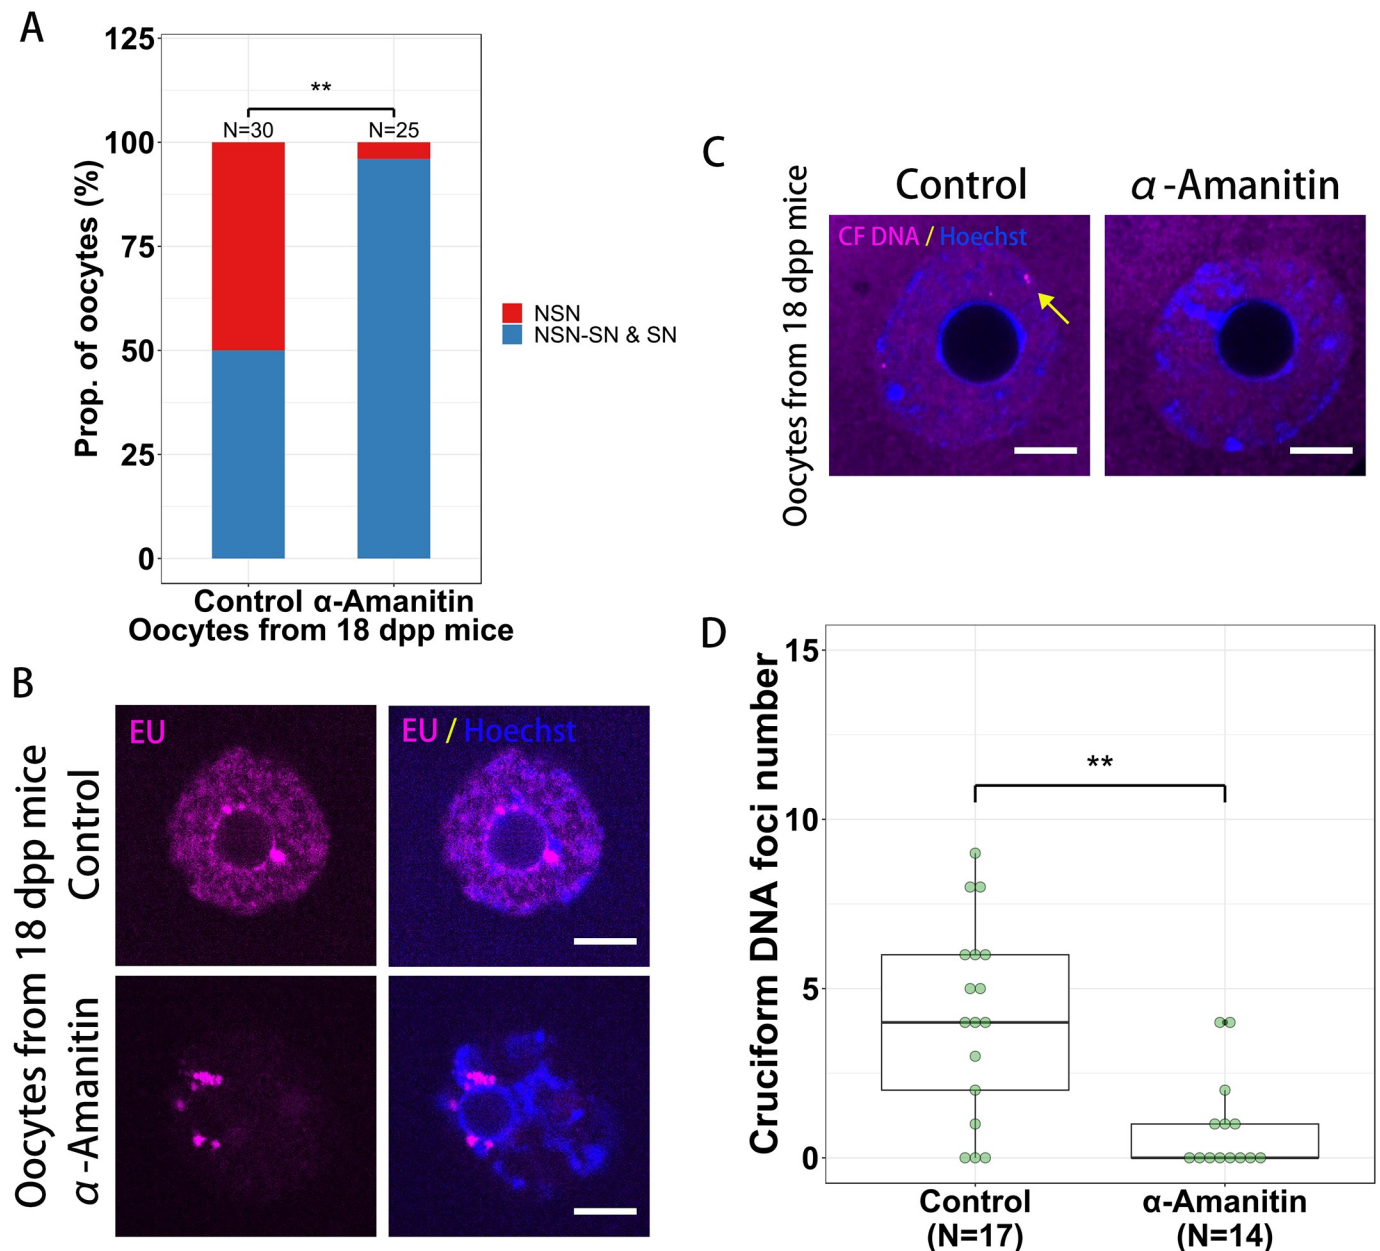 A
125
100
75
50
25
0
Prop. of oocytes (%)
**
N=30
N=25
NSN
NSN-SN & SN
Control α-Amanitin
Oocytes from 18 dpp mice
B
Oocytes from 18 dpp mice
Control
α-Amanitin
EU
EU / Hoechst
C
Oocytes from 18 dpp mice
Control
α-Amanitin
CF DNA / Hoechst
D
Cruciform DNA foci number
15
10
5
0
**
Control
(N=17)
α-Amanitin
(N=14)